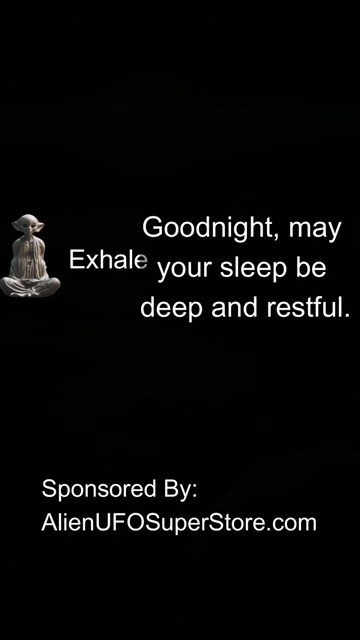 Goodnight, may
Exhale
your sleep be
deep and restful.
Sponsored By:
AlienUFOSuperStore.com